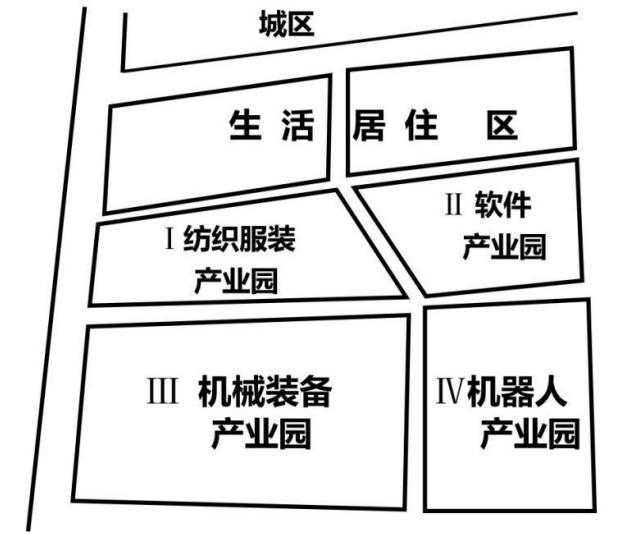 城区
生活 居住 区
Ⅰ 纺织服装
产业园
Ⅱ 软件
产业园
Ⅲ 机械装备
产业园
Ⅳ机器人
产业园